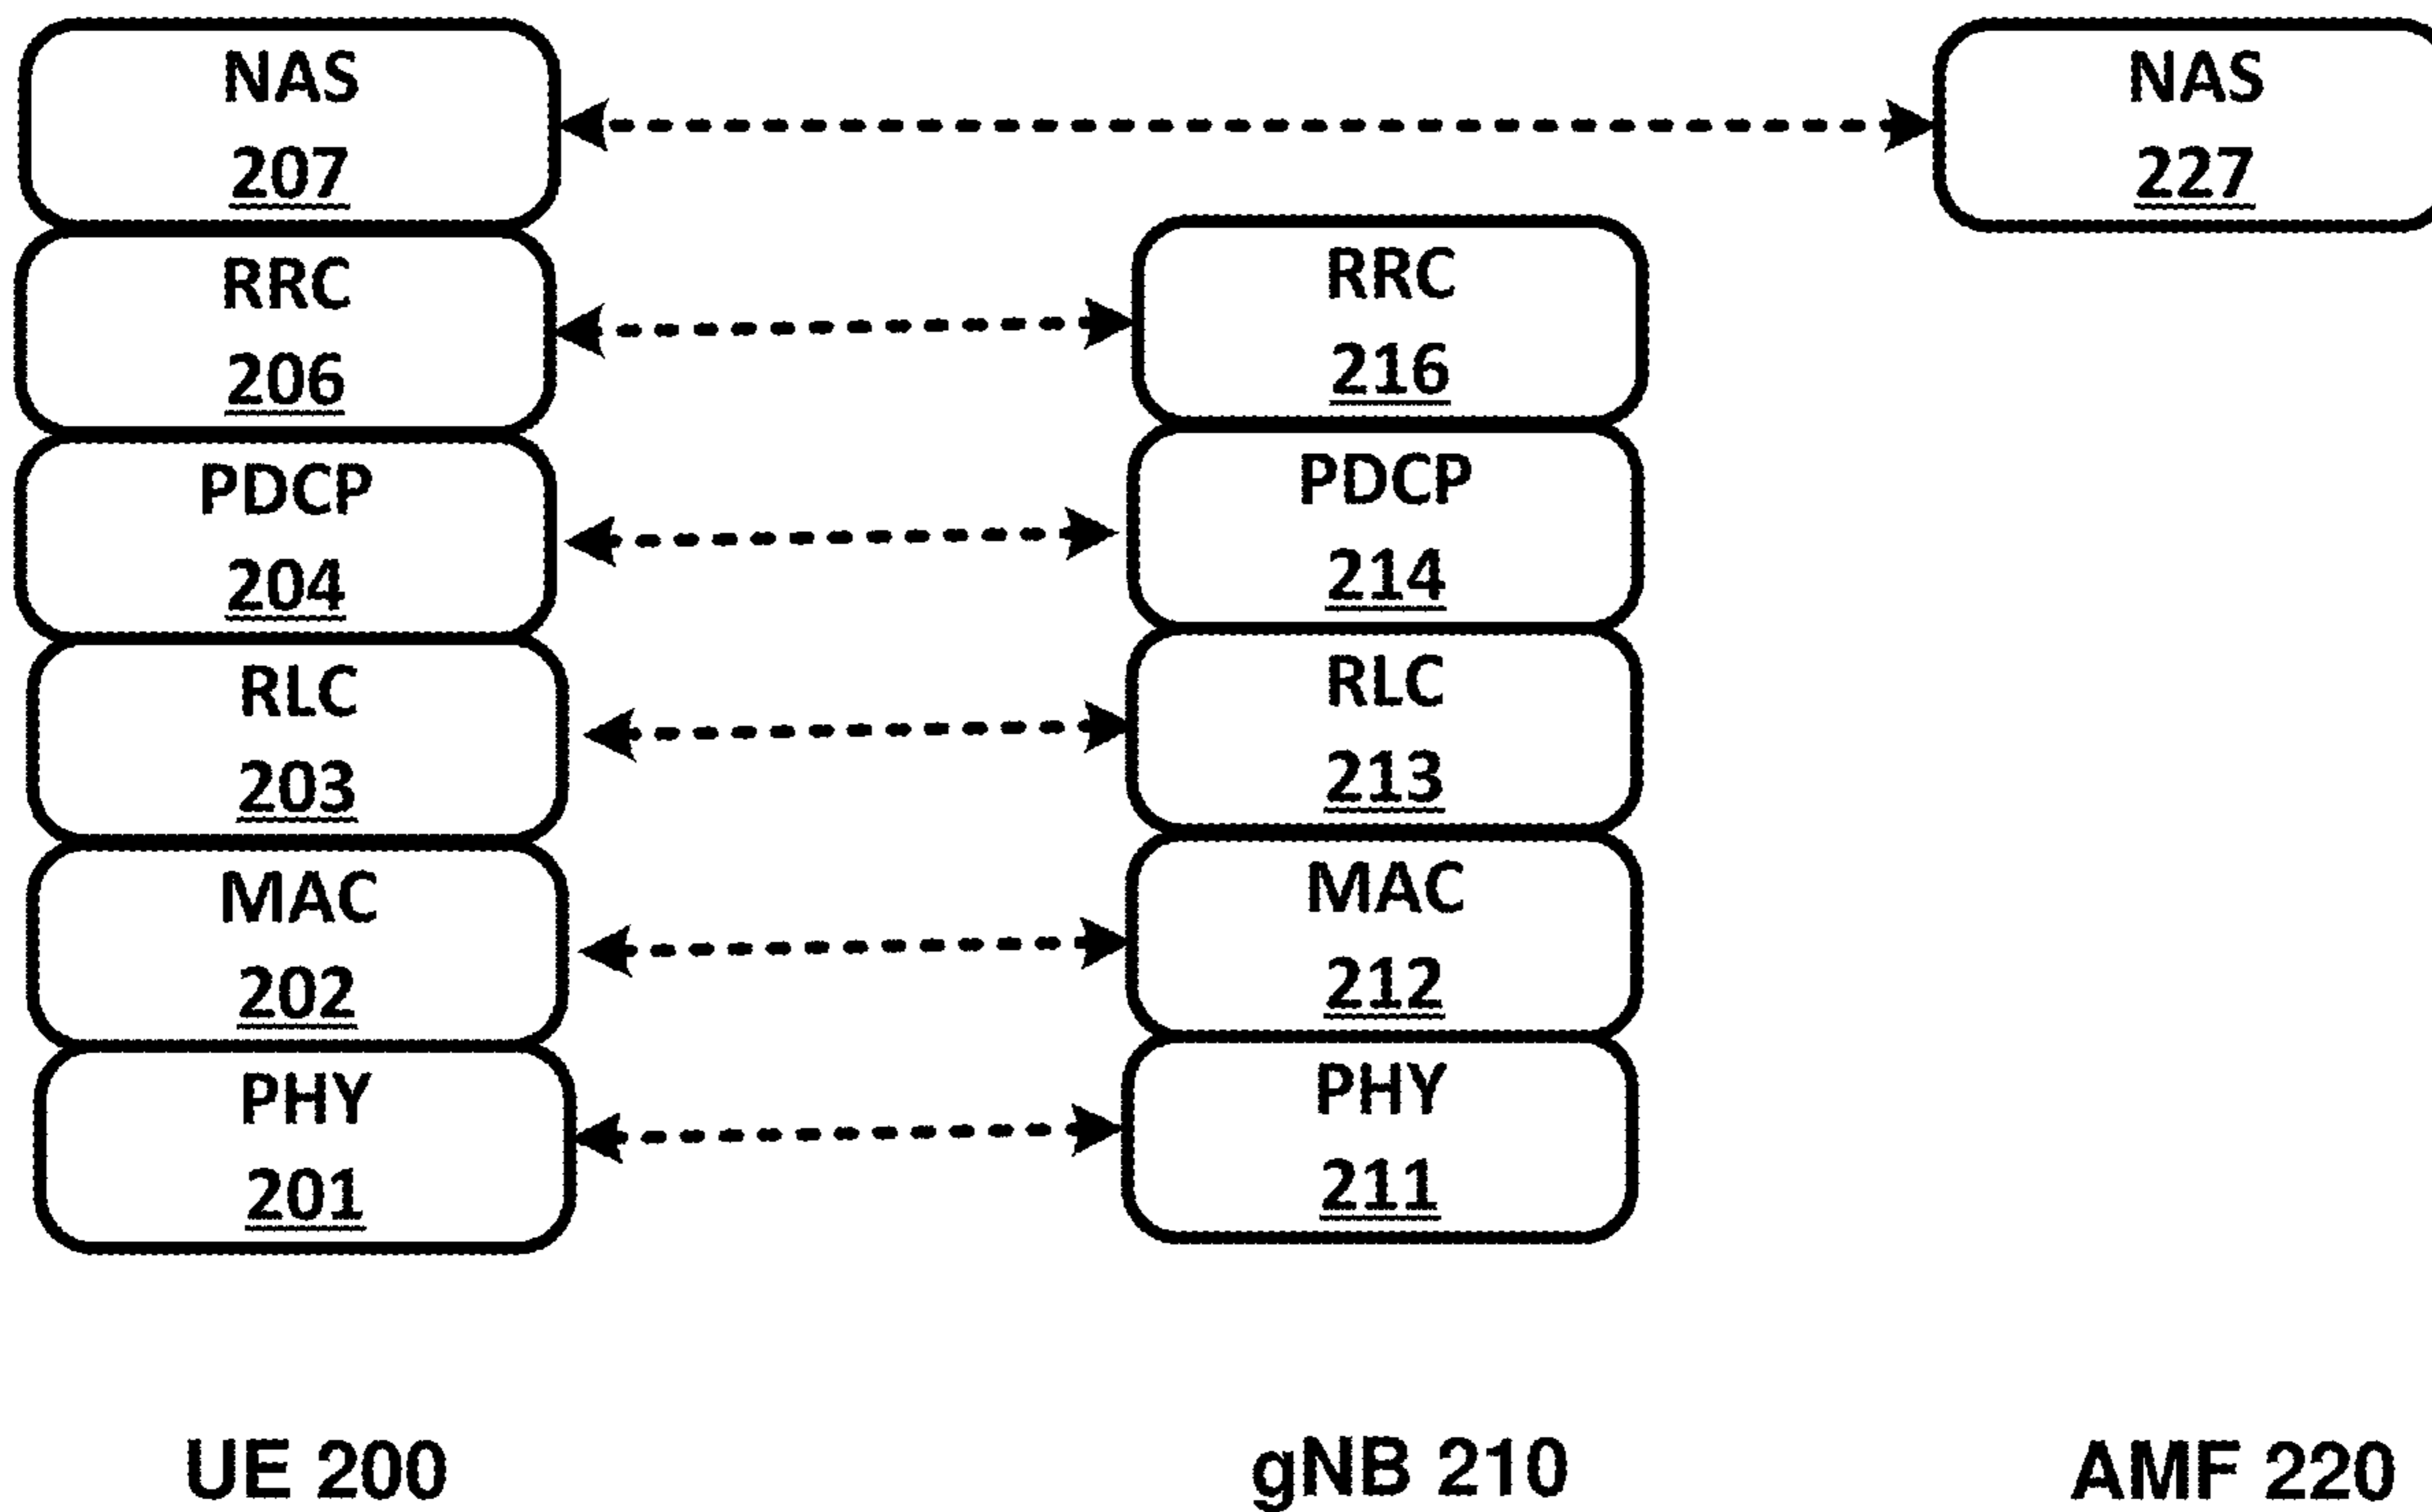 NAS
207
NAS
227
RRC
206
RRC
216
PDCP
204
PDCP
214
RLC
203
RLC
213
MAC
202
MAC
212
PHY
201
PHY
211
UE 200
gNB 210
AMF 220